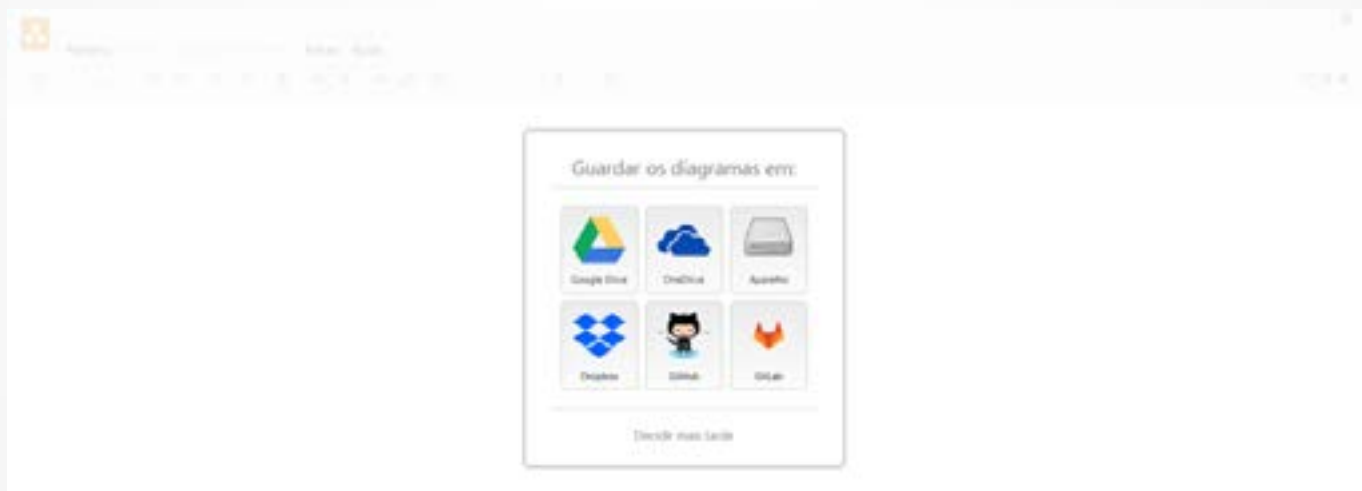 Guardar os diagramas em:
Google Drive OneDrive Aparelho
Dropbox GitHub GitLab
Decidir mais tarde